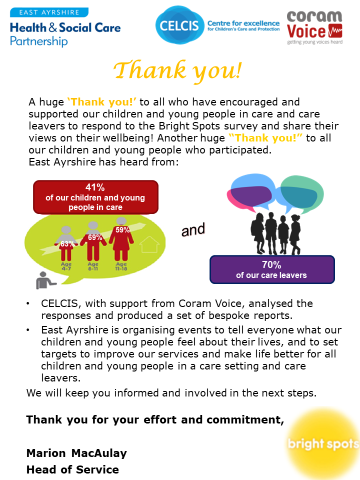 EAST AYRSHIRE
Health & Social Care
Partnership
CELCIS
Centre for excellence
for Children's Care and Protection
coram
Voice
getting young voices heard
Thank you!
A huge 'Thank you!' to all who have encouraged and
supported our children and young people in care and care
leavers to respond to the Bright Spots survey and share their
views on their wellbeing! Another huge "Thank you!" to all
our children and young people who participated.
East Ayrshire has heard from:
41%
of our children and young
people in care
63%
69%
59%
Age
4-7
Age
8-11
Age
11-18
and
70%
of our care leavers
• CELCIS, with support from Coram Voice, analysed the
responses and produced a set of bespoke reports.
• East Ayrshire is organising events to tell everyone what our
children and young people feel about their lives, and to set
targets to improve our services and make life better for all
children and young people in a care setting and care
leavers.
We will keep you informed and involved in the next steps.
Thank you for your effort and commitment,
Marion MacAulay
Head of Service
bright spots